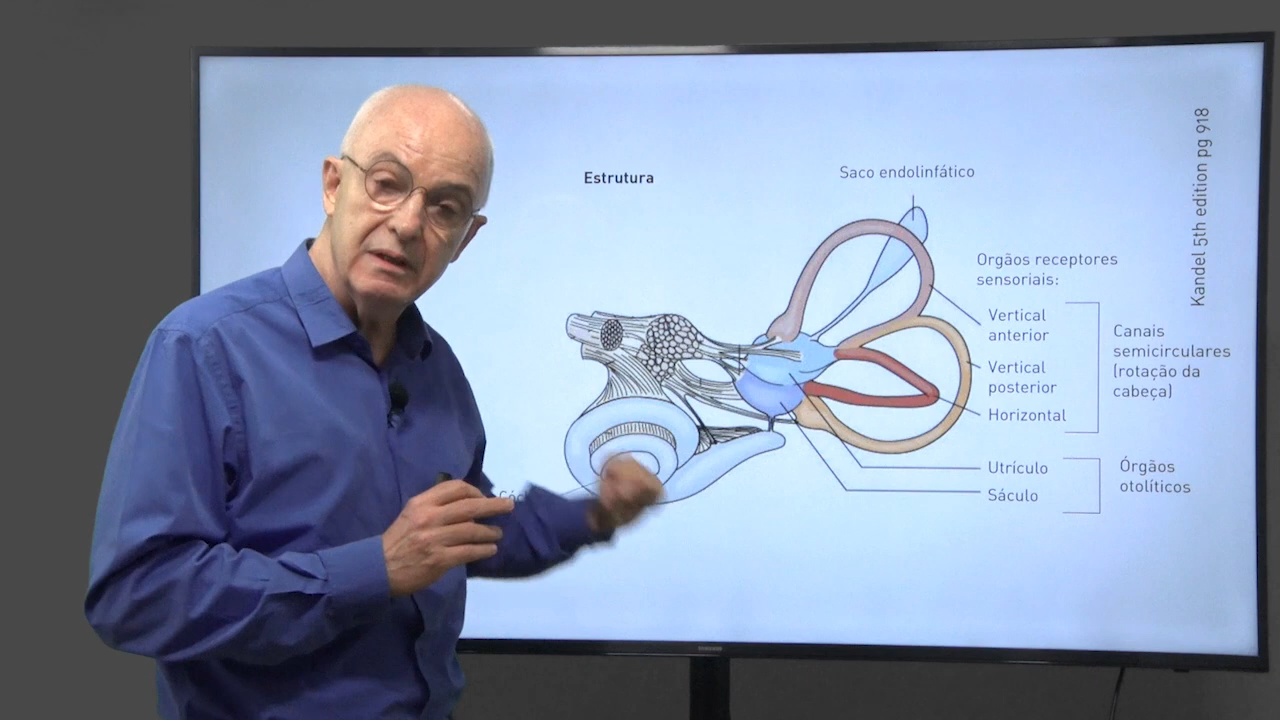 Estrutura
Saco endolinfático
Orgãos receptores
sensoriais:
Vertical
anterior
Vertical
posterior
Horizontal
Canais
semicirculares
(rotação da
cabeça)
Utrículo
Sáculo
Órgãos
otolíticos
Kandel 5th edition pg 918
SAMSUNG